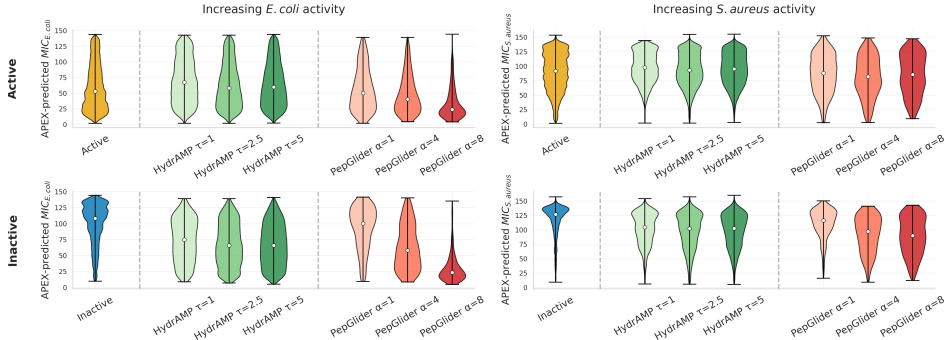 Increasing E. coli activity
Increasing S. aureus activity
Active
APEX-predicted MIC_E.coli
150
125
100
75
50
25
0
Active
HydrAMP τ=1
HydrAMP τ=2.5
HydrAMP τ=5
PepGlider α=1
PepGlider α=4
PepGlider α=8
APEX-predicted MIC_S.aureus
150
125
100
75
50
25
0
Active
HydrAMP τ=1
HydrAMP τ=2.5
HydrAMP τ=5
PepGlider α=1
PepGlider α=4
PepGlider α=8
Inactive
APEX-predicted MIC_E.coli
150
125
100
75
50
25
0
Inactive
HydrAMP τ=1
HydrAMP τ=2.5
HydrAMP τ=5
PepGlider α=1
PepGlider α=4
PepGlider α=8
APEX-predicted MIC_S.aureus
150
125
100
75
50
25
0
Inactive
HydrAMP τ=1
HydrAMP τ=2.5
HydrAMP τ=5
PepGlider α=1
PepGlider α=4
PepGlider α=8